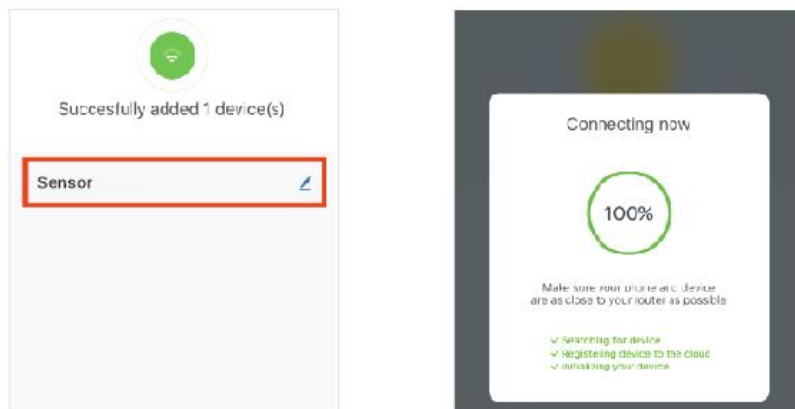 Succesfully added 1 device(s)
Sensor
Connecting now
100%
Make sure your phone and device
are as close to your router as possible
✓ Searching for device
✓ Registering device to the cloud
✓ Initializing your device